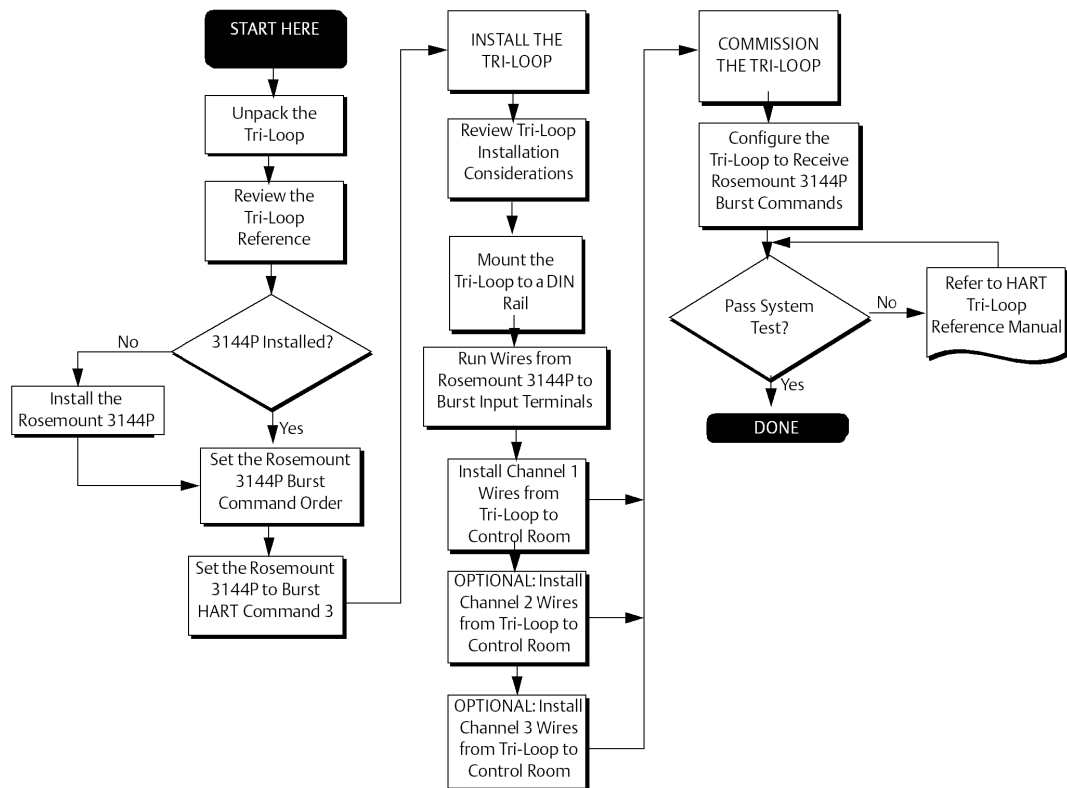 START HERE
Unpack the
Tri-Loop
Review the
Tri-Loop
Reference
3144P Installed?
No
Install the
Rosemount 3144P
Yes
Set the Rosemount
3144P Burst
Command Order
Set the Rosemount
3144P to Burst
HART Command 3
INSTALL THE
TRI-LOOP
Review Tri-Loop
Installation
Considerations
Mount the
Tri-Loop to a DIN
Rail
Run Wires from
Rosemount 3144P to
Burst Input Terminals
Install Channel 1
Wires from
Tri-Loop to
Control Room
OPTIONAL: Install
Channel 2 Wires
from Tri-Loop to
Control Room
OPTIONAL: Install
Channel 3 Wires
from Tri-Loop to
Control Room
COMMISSION
THE TRI-LOOP
Configure the
Tri-Loop to Receive
Rosemount 3144P
Burst Commands
Pass System
Test?
No
Refer to HART
Tri-Loop
Reference Manual
Yes
DONE